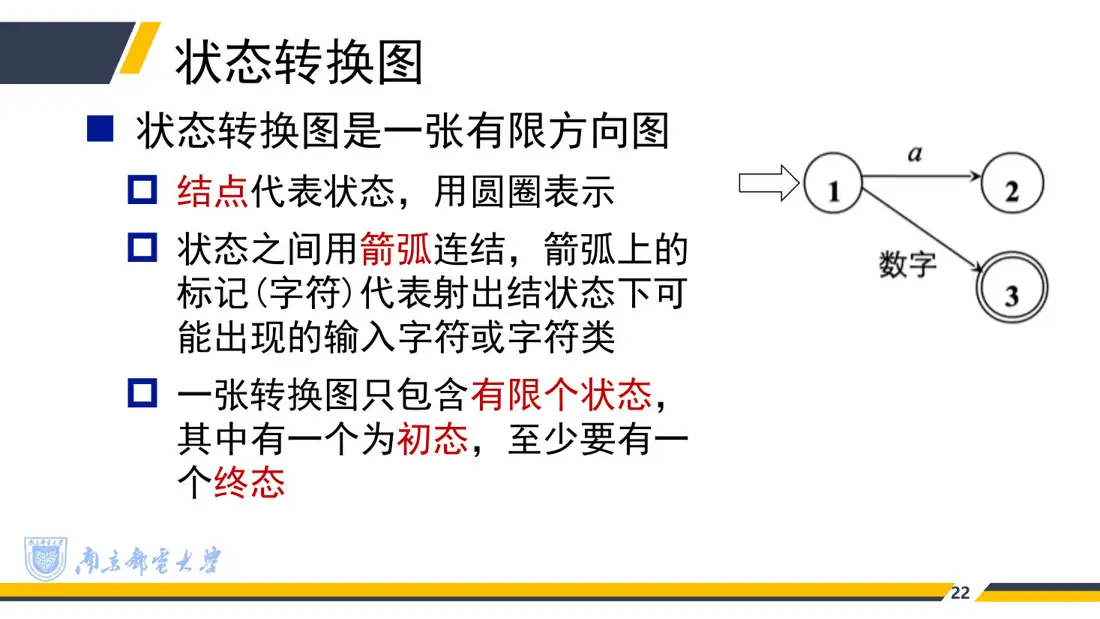 状态转换图
状态转换图是一张有限方向图
结点代表状态，用圆圈表示
状态之间用箭弧连结，箭弧上的
标记(字符)代表射出结状态下可
能出现的输入字符或字符类
一张转换图只包含有限个状态，
其中有一个为初态，至少要有一
个终态
a
1
2
数字
3
南京邮电大学
22